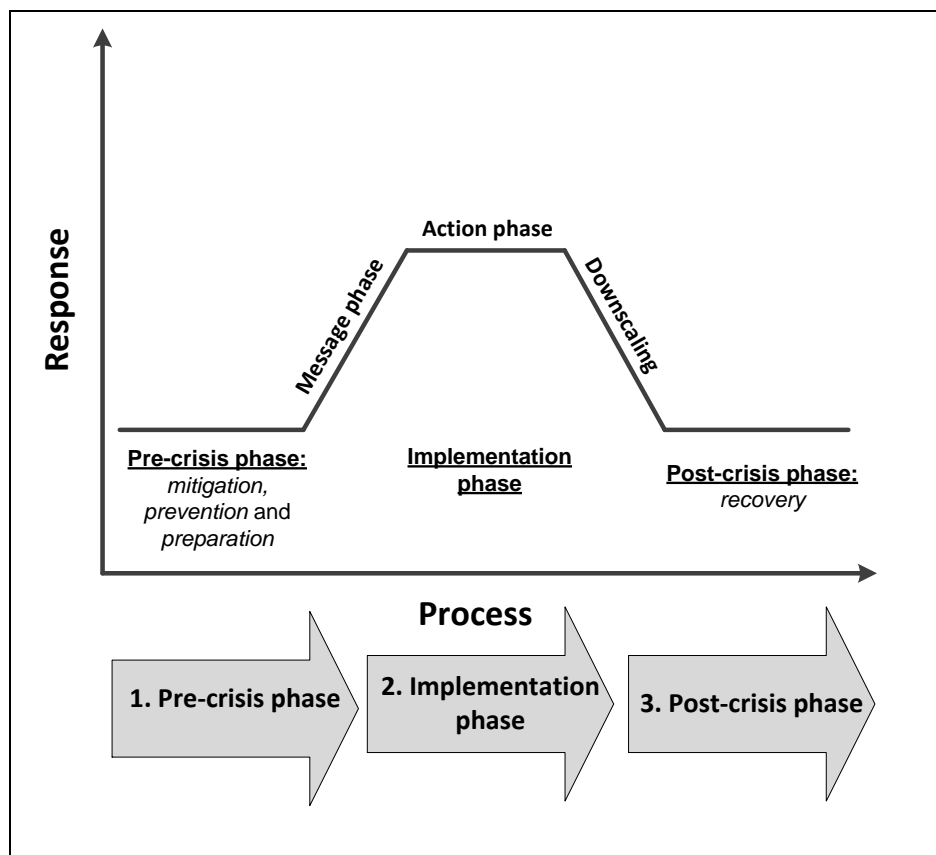 Response
Action phase
Message phase
Downscaling
Pre-crisis phase:
mitigation,
prevention and
preparation
Implementation
phase
Post-crisis phase:
recovery
Process
1. Pre-crisis phase
2. Implementation
phase
3. Post-crisis phase